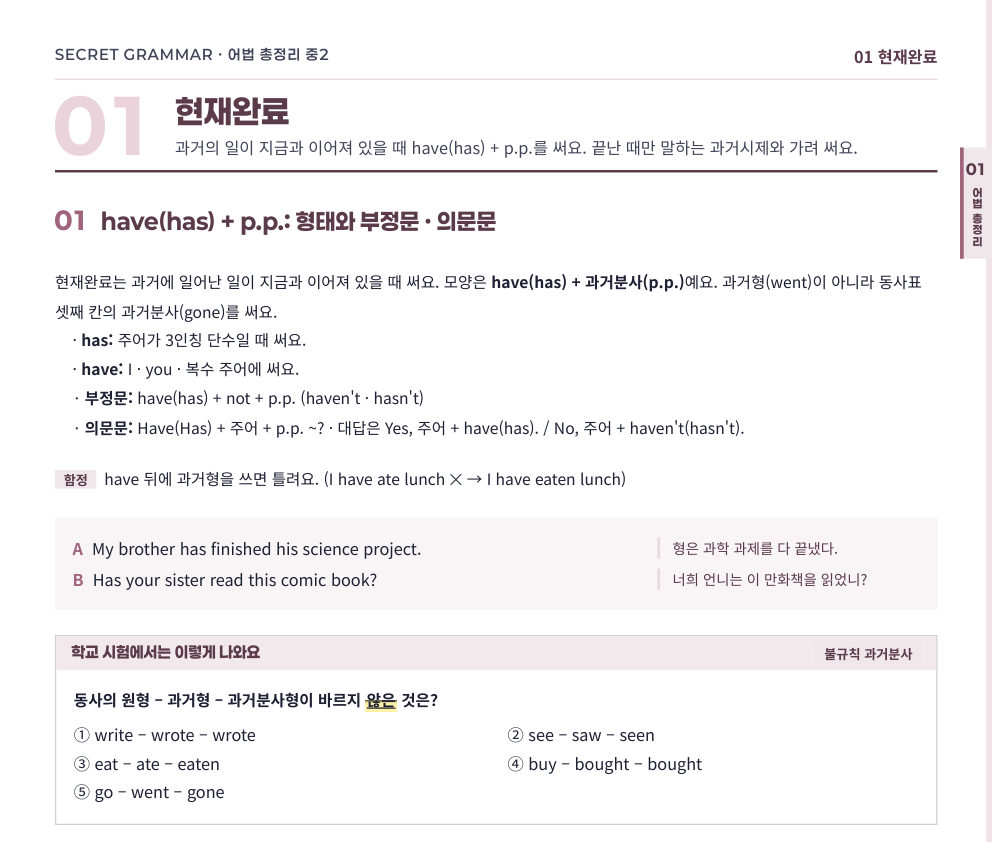 SECRET GRAMMAR · 어법 총정리 중2
01 현재완료
01 현재완료
과거의 일이 지금과 이어져 있을 때 have(has) + p.p.를 써요. 끝난 때만 말하는 과거시제와 가려 써요.
01 어법 총정리
01 have(has) + p.p.: 형태와 부정문 · 의문문
현재완료는 과거에 일어난 일이 지금과 이어져 있을 때 써요. 모양은 have(has) + 과거분사(p.p.)예요. 과거형(went)이 아니라 동사표
셋째 칸의 과거분사(gone)를 써요.
· has: 주어가 3인칭 단수일 때 써요.
· have: I · you · 복수 주어에 써요.
· 부정문: have(has) + not + p.p. (haven't · hasn't)
· 의문문: Have(Has) + 주어 + p.p. ~? · 대답은 Yes, 주어 + have(has). / No, 주어 + haven't(hasn't).
함정 have 뒤에 과거형을 쓰면 틀려요. (I have ate lunch × → I have eaten lunch)
A My brother has finished his science project. 형은 과학 과제를 다 끝냈다.
B Has your sister read this comic book? 너희 언니는 이 만화책을 읽었니?
학교 시험에서는 이렇게 나와요 불규칙 과거분사
동사의 원형 – 과거형 – 과거분사형이 바르지 않은 것은?
① write – wrote – wrote ② see – saw – seen
③ eat – ate – eaten ④ buy – bought – bought
⑤ go – went – gone